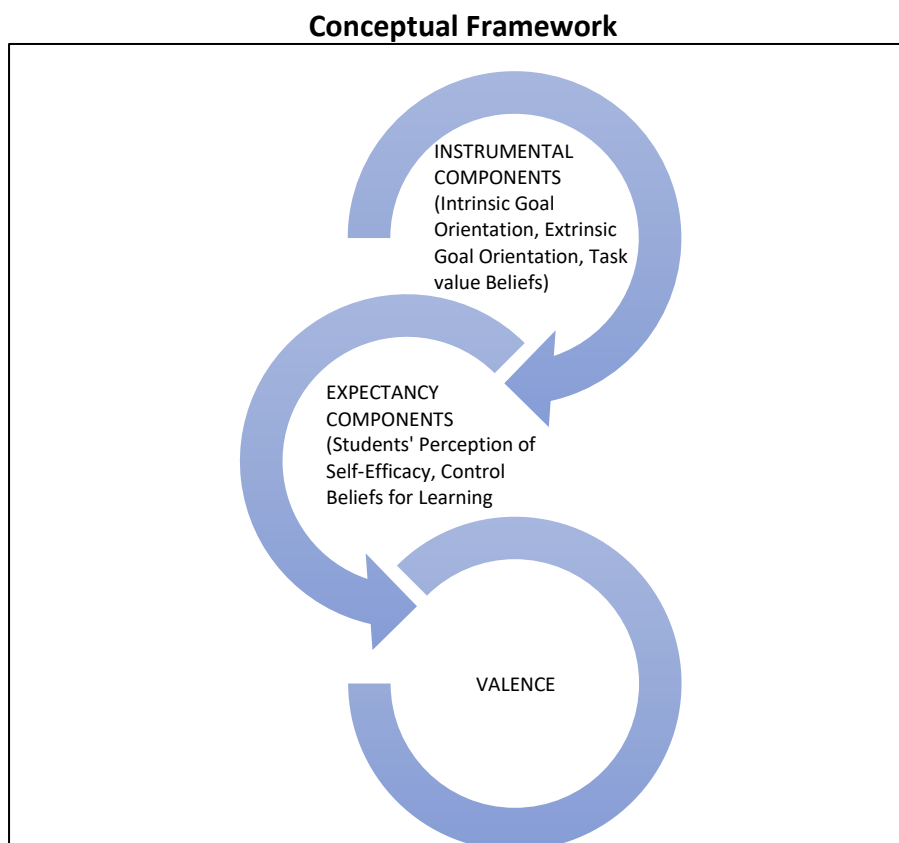 Conceptual Framework
INSTRUMENTAL
COMPONENTS
(Intrinsic Goal
Orientation, Extrinsic
Goal Orientation, Task
value Beliefs)
EXPECTANCY
COMPONENTS
(Students' Perception of
Self-Efficacy, Control
Beliefs for Learning
VALENCE